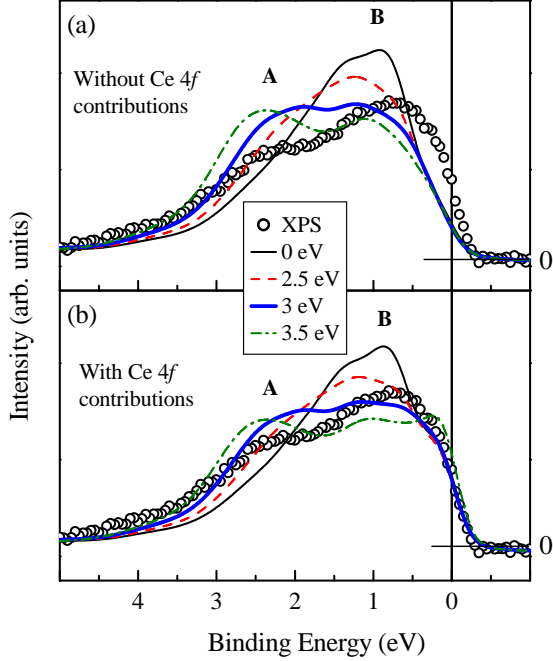 (a)
B
A
Without Ce 4f
contributions
XPS
0 eV
2.5 eV
3 eV
3.5 eV
0
(b)
B
With Ce 4f
contributions
A
0
4 3 2 1 0
Binding Energy (eV)
Intensity (arb. units)